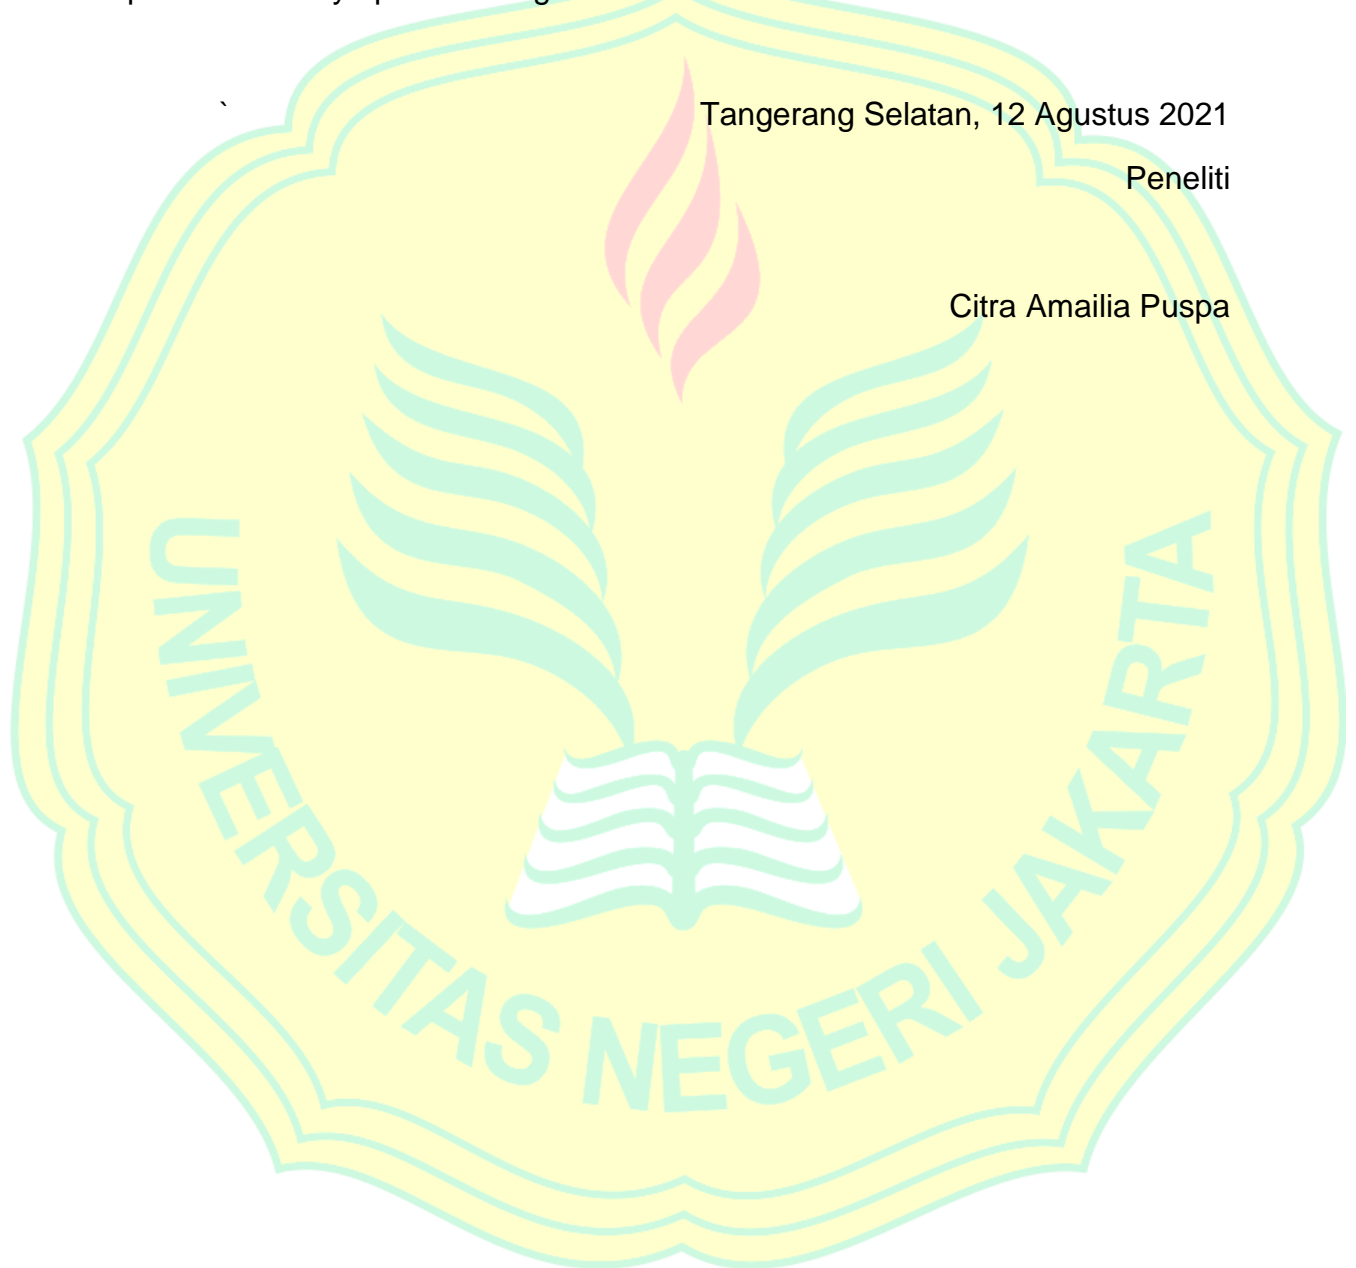 `
Tangerang Selatan, 12 Agustus 2021
Peneliti
Citra Amailia Puspa
UNIVERSITAS NEGERI JAKARTA